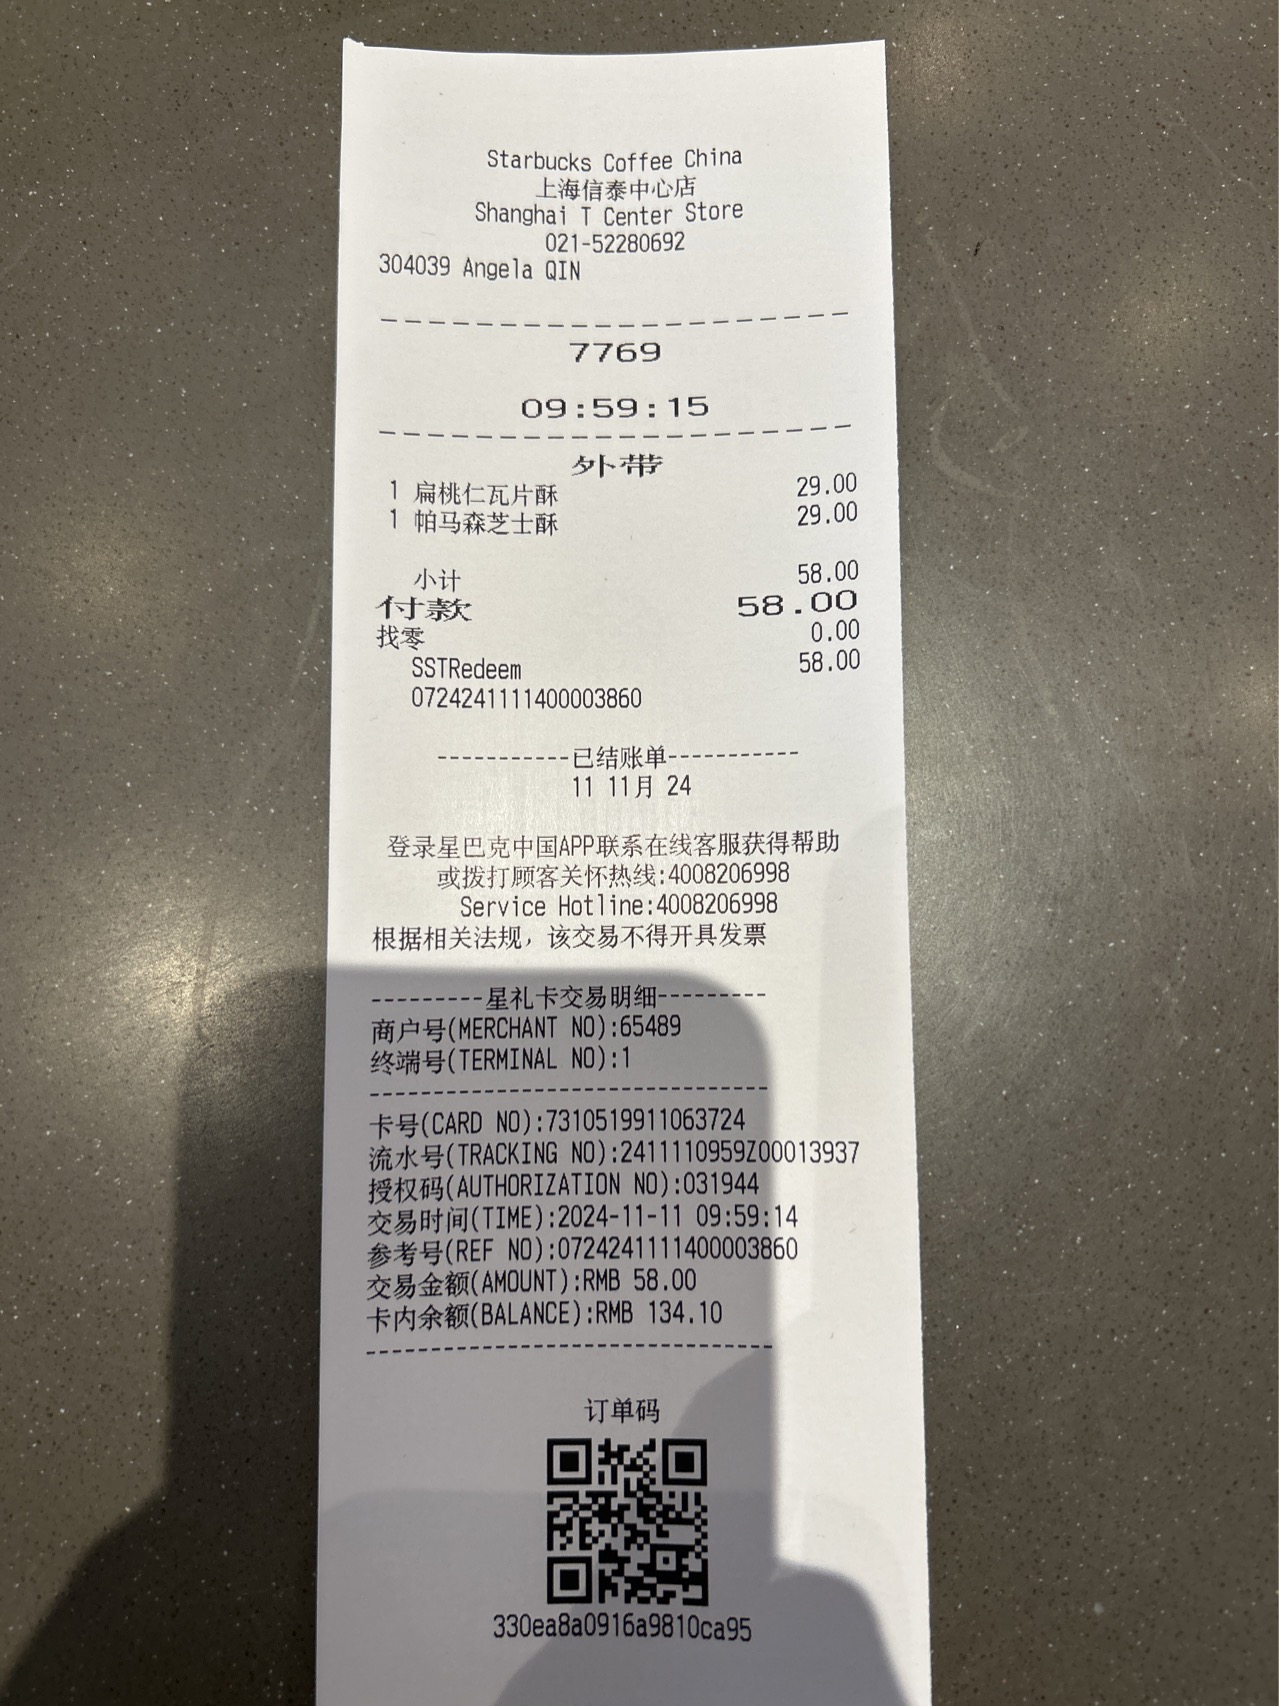 Starbucks Coffee China
上海信泰中心店
Shanghai T Center Store
021-52280692
304039 Angela QIN
7769
09:59:15
外带
1 扁桃仁瓦片酥 29.00
1 帕马森芝士酥 29.00
小计 58.00
付款 58.00
找零 0.00
SSTRedeem 58.00
0724241111400003860
-----------已结账单-----------
11 11月 24
登录星巴克中国APP联系在线客服获得帮助
或拨打顾客关怀热线:4008206998
Service Hotline:4008206998
根据相关法规，该交易不得开具发票
---------星礼卡交易明细---------
商户号(MERCHANT NO):65489
终端号(TERMINAL NO):1
卡号(CARD NO):7310519911063724
流水号(TRACKING NO):2411110959Z00013937
授权码(AUTHORIZATION NO):031944
交易时间(TIME):2024-11-11 09:59:14
参考号(REF NO):0724241111400003860
交易金额(AMOUNT):RMB 58.00
卡内余额(BALANCE):RMB 134.10
订单码
330ea8a0916a9810ca95